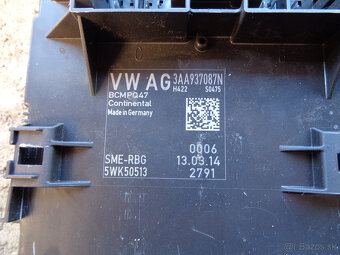 VW AG 3AA937087N
BCMPQ47 H422 S0475
Continental
Made in Germany
0006
SME-RBG 13.03.14
5WK50513 2791
bazos.sk